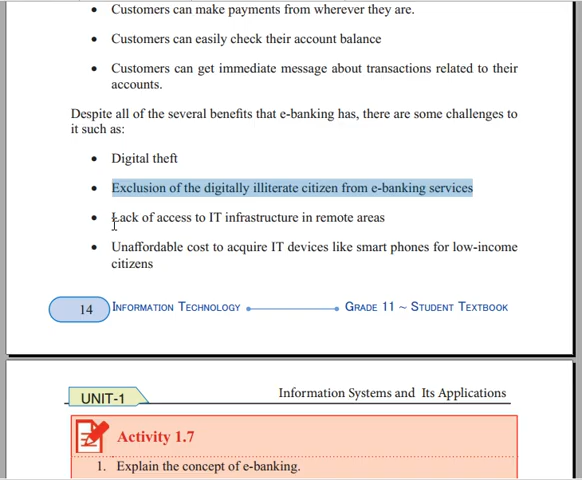 • Customers can make payments from wherever they are.
• Customers can easily check their account balance
• Customers can get immediate message about transactions related to their
accounts.
Despite all of the several benefits that e-banking has, there are some challenges to
it such as:
• Digital theft
• Exclusion of the digitally illiterate citizen from e-banking services
• Lack of access to IT infrastructure in remote areas
• Unaffordable cost to acquire IT devices like smart phones for low-income
citizens
14 INFORMATION TECHNOLOGY GRADE 11 ~ STUDENT TEXTBOOK
UNIT-1 Information Systems and Its Applications
Activity 1.7
1. Explain the concept of e-banking.